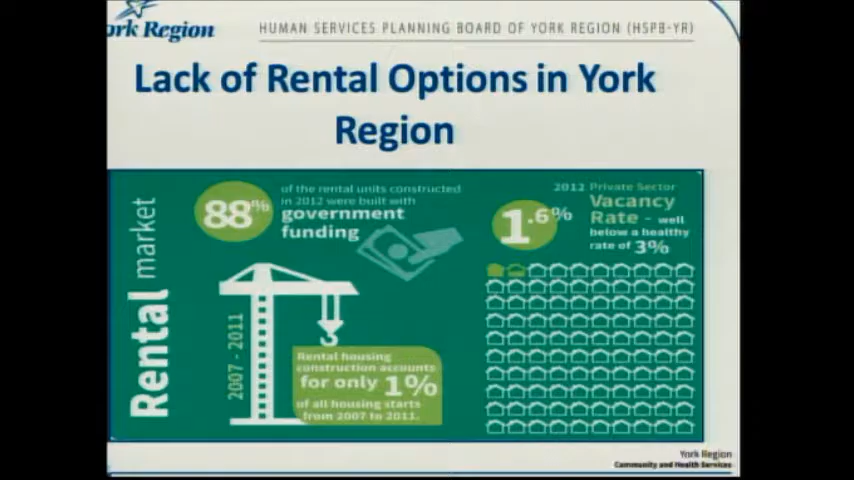 ork Region
HUMAN SERVICES PLANNING BOARD OF YORK REGION (HSPB-YR)
Lack of Rental Options in York
Region
Rental market
88%
of the rental units constructed
in 2012 were built with
government
funding
2007 - 2011
Rental housing
construction accounts
for only 1%
of all housing starts
from 2007 to 2011.
1.6%
2012 Private Sector
Vacancy
Rate - well
below a healthy
rate of 3%
York Region
Community and Health Services